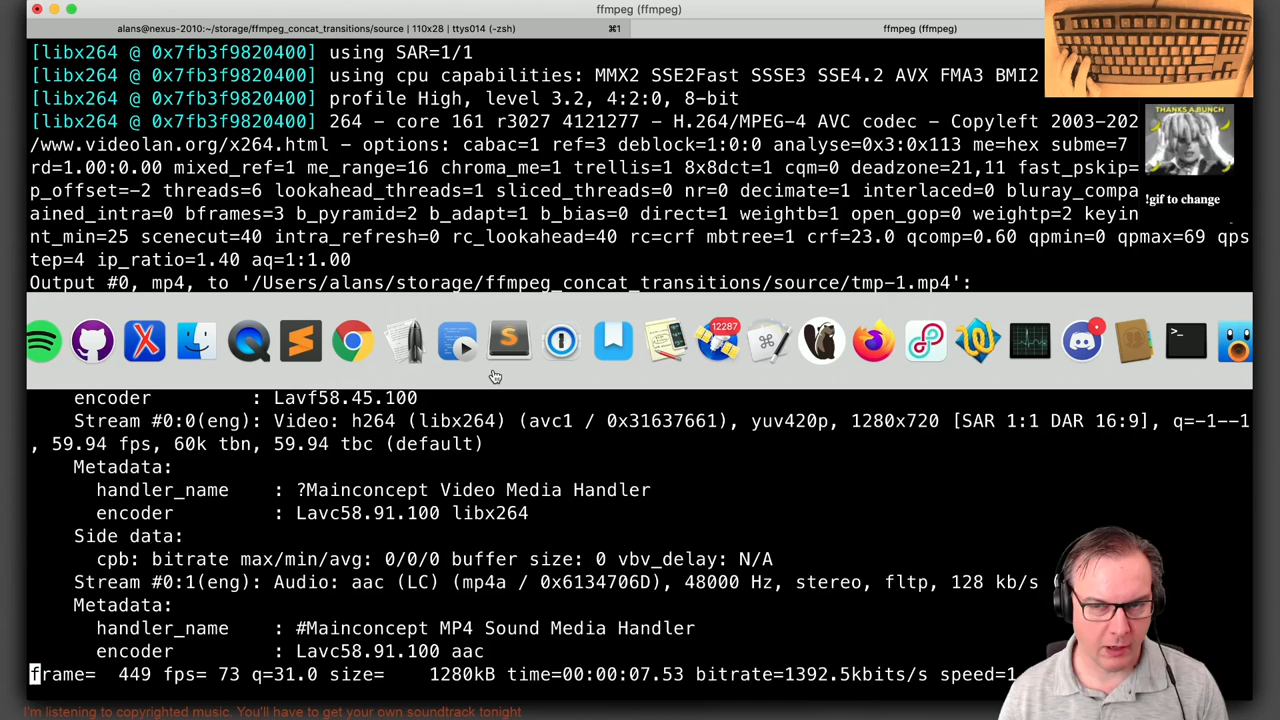 ffmpeg (ffmpeg)
alans@nexus-2010:~/storage/ffmpeg_concat_transitions/source | 110x28 | ttys014 (-zsh)
⌘1
ffmpeg (ffmpeg)
[libx264 @ 0x7fb3f9820400] using SAR=1/1
[libx264 @ 0x7fb3f9820400] using cpu capabilities: MMX2 SSE2Fast SSSE3 SSE4.2 AVX FMA3 BMI2
[libx264 @ 0x7fb3f9820400] profile High, level 3.2, 4:2:0, 8-bit
[libx264 @ 0x7fb3f9820400] 264 - core 161 r3027 4121277 - H.264/MPEG-4 AVC codec - Copyleft 2003-202
/www.videolan.org/x264.html - options: cabac=1 ref=3 deblock=1:0:0 analyse=0x3:0x113 me=hex subme=7
rd=1.00:0.00 mixed_ref=1 me_range=16 chroma_me=1 trellis=1 8x8dct=1 cqm=0 deadzone=21,11 fast_pskip=
p_offset=-2 threads=6 lookahead_threads=1 sliced_threads=0 nr=0 decimate=1 interlaced=0 bluray_compa
ained_intra=0 bframes=3 b_pyramid=2 b_adapt=1 b_bias=0 direct=1 weightb=1 open_gop=0 weightp=2 keyin
nt_min=25 scenecut=40 intra_refresh=0 rc_lookahead=40 rc=crf mbtree=1 crf=23.0 qcomp=0.60 qpmin=0 qpmax=69 qps
tep=4 ip_ratio=1.40 aq=1:1.00
Output #0, mp4, to '/Users/alans/storage/ffmpeg_concat_transitions/source/tmp-1.mp4':
THANKS A BUNCH
!gif to change
12287
encoder : Lavf58.45.100
Stream #0:0(eng): Video: h264 (libx264) (avc1 / 0x31637661), yuv420p, 1280x720 [SAR 1:1 DAR 16:9], q=-1--1
, 59.94 fps, 60k tbn, 59.94 tbc (default)
Metadata:
handler_name : ?Mainconcept Video Media Handler
encoder : Lavc58.91.100 libx264
Side data:
cpb: bitrate max/min/avg: 0/0/0 buffer size: 0 vbv_delay: N/A
Stream #0:1(eng): Audio: aac (LC) (mp4a / 0x6134706D), 48000 Hz, stereo, fltp, 128 kb/s (
Metadata:
handler_name : #Mainconcept MP4 Sound Media Handler
encoder : Lavc58.91.100 aac
frame= 449 fps= 73 q=31.0 size= 1280kB time=00:00:07.53 bitrate=1392.5kbits/s speed=1
I'm listening to copyrighted music. You'll have to get your own soundtrack tonight